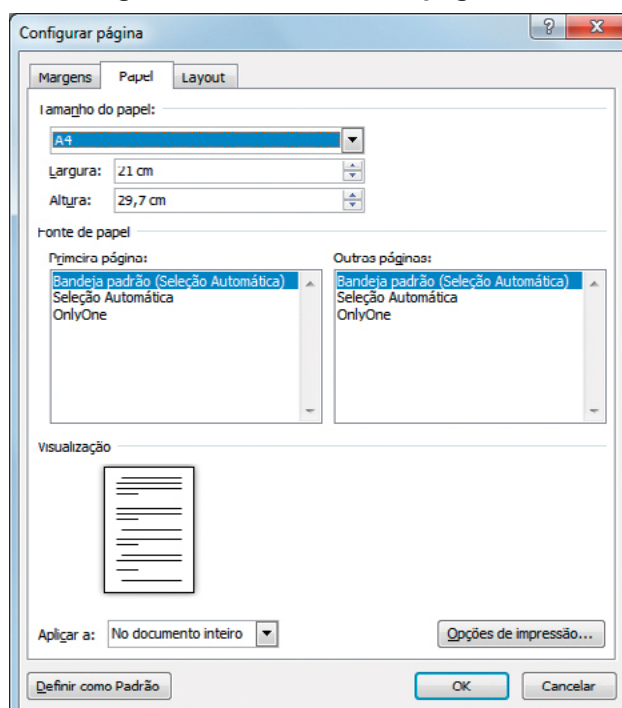 Configurar página
Margens Papel Layout
Tamanho do papel:
A4
Largura: 21 cm
Altura: 29,7 cm
Fonte de papel
Primeira página: Outras páginas:
Bandeja padrão (Seleção Automática) Bandeja padrão (Seleção Automática)
Seleção Automática Seleção Automática
OnlyOne OnlyOne
Visualização
Aplicar a: No documento inteiro Opções de impressão...
Definir como Padrão OK Cancelar